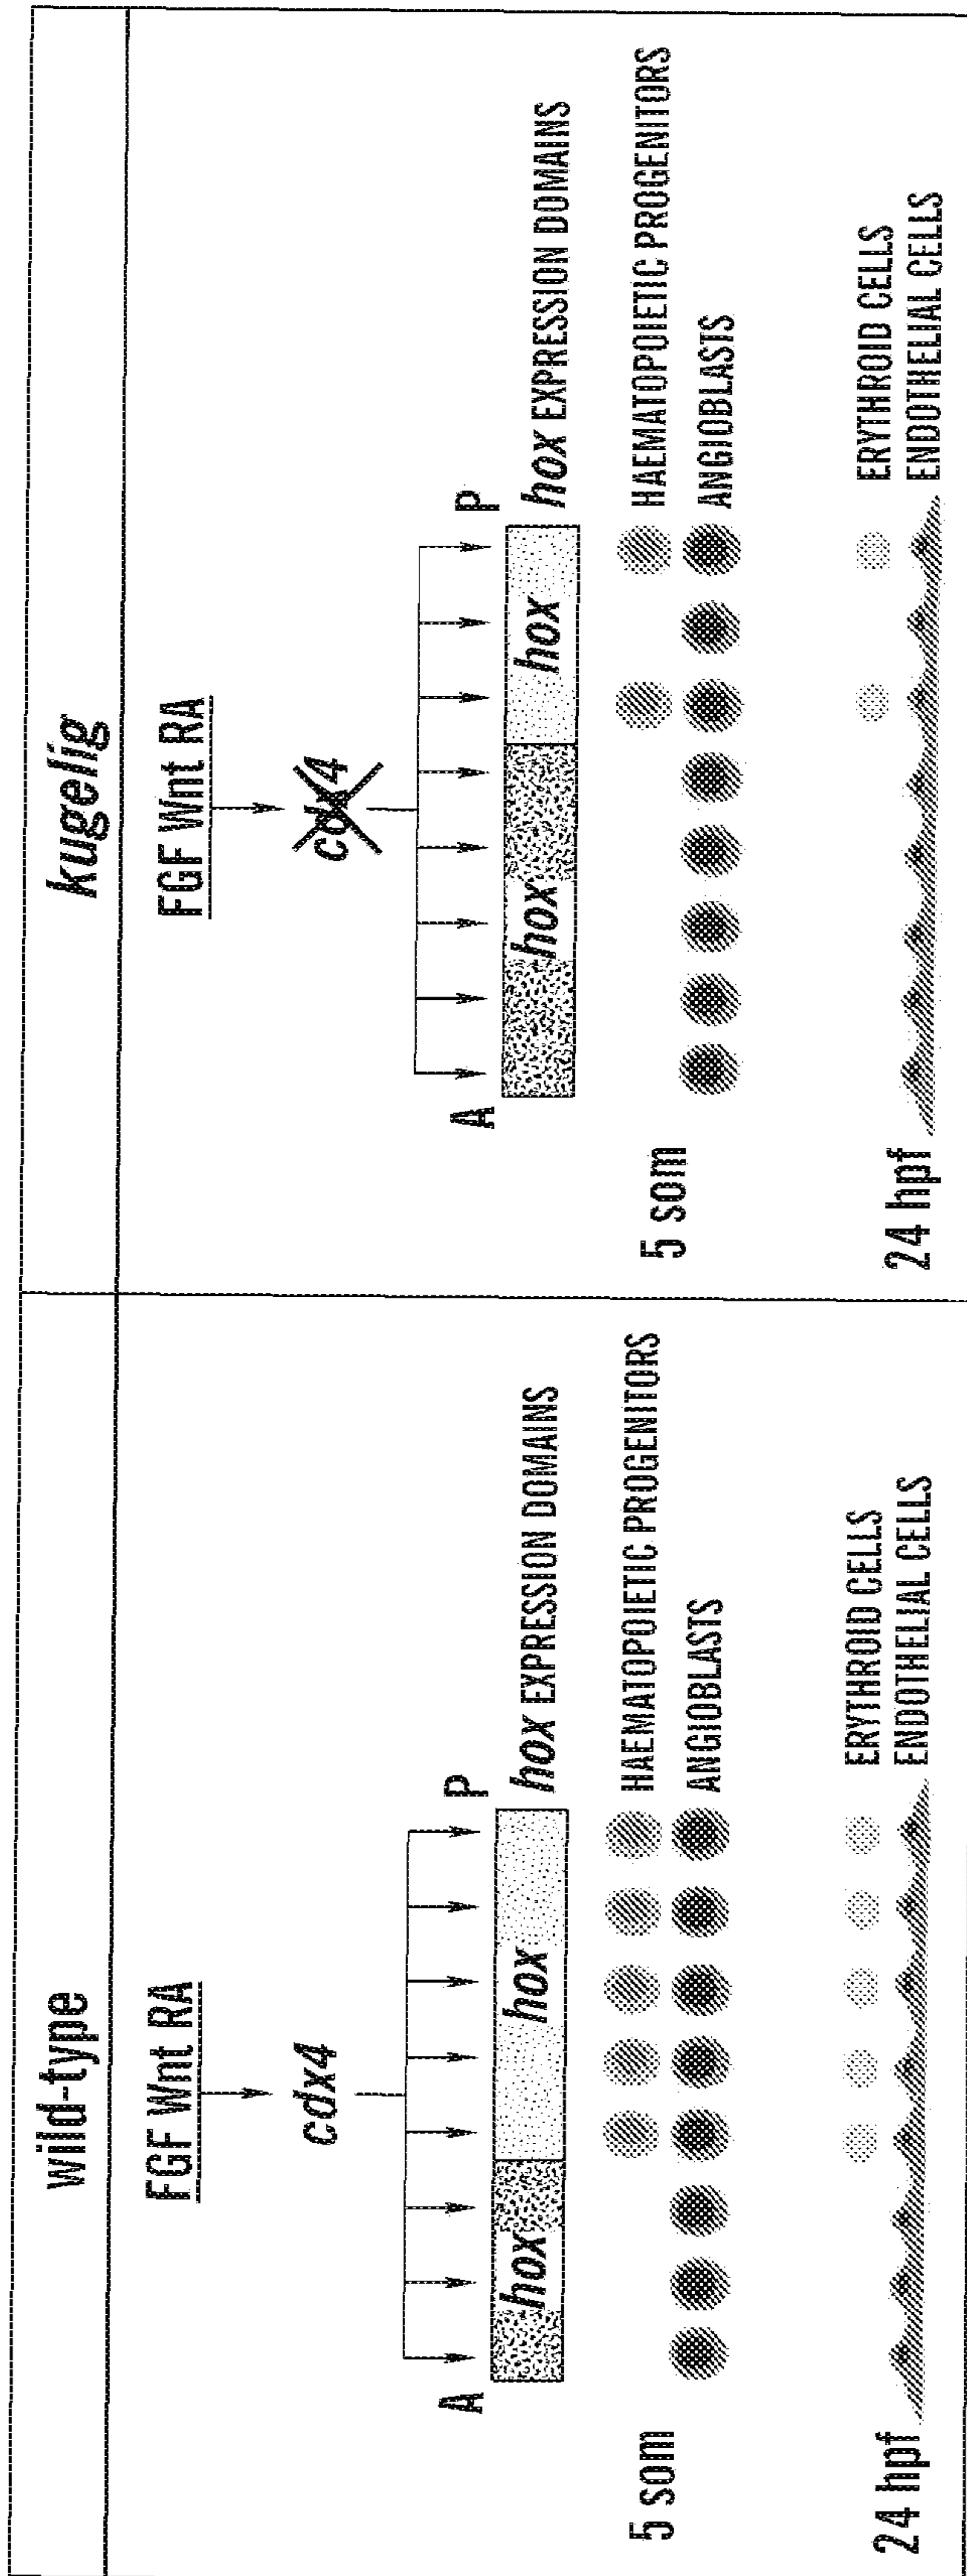 wild-type
FGF Wnt RA
cdx4
A
P
hox
hox
hox EXPRESSION DOMAINS
5 som
HAEMATOPOIETIC PROGENITORS
ANGIOBLASTS
24 hpf
ERYTHROID CELLS
ENDOTHELIAL CELLS
kugelig
FGF Wnt RA
cdx4
A
P
hox
hox
hox EXPRESSION DOMAINS
5 som
HAEMATOPOIETIC PROGENITORS
ANGIOBLASTS
24 hpf
ERYTHROID CELLS
ENDOTHELIAL CELLS